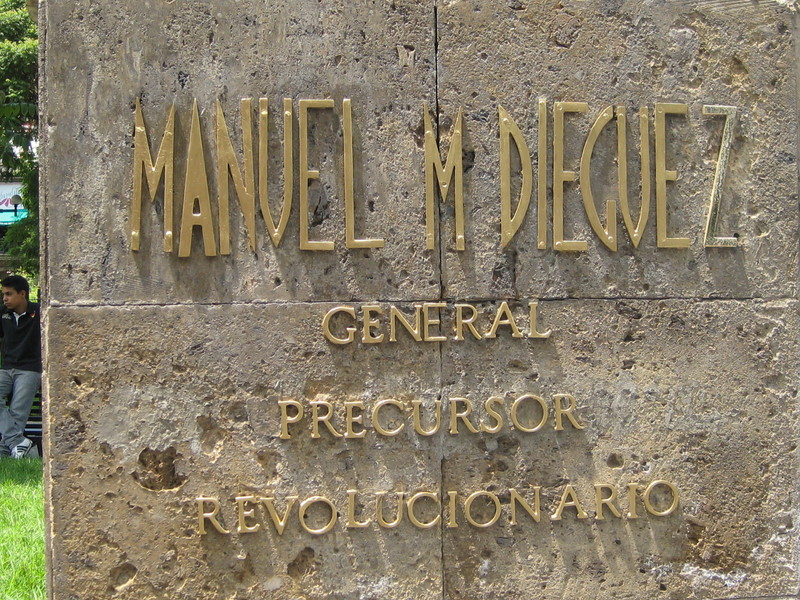 MANUEL M DIEGUEZ
GENERAL
PRECURSOR
REVOLUCIONARIO